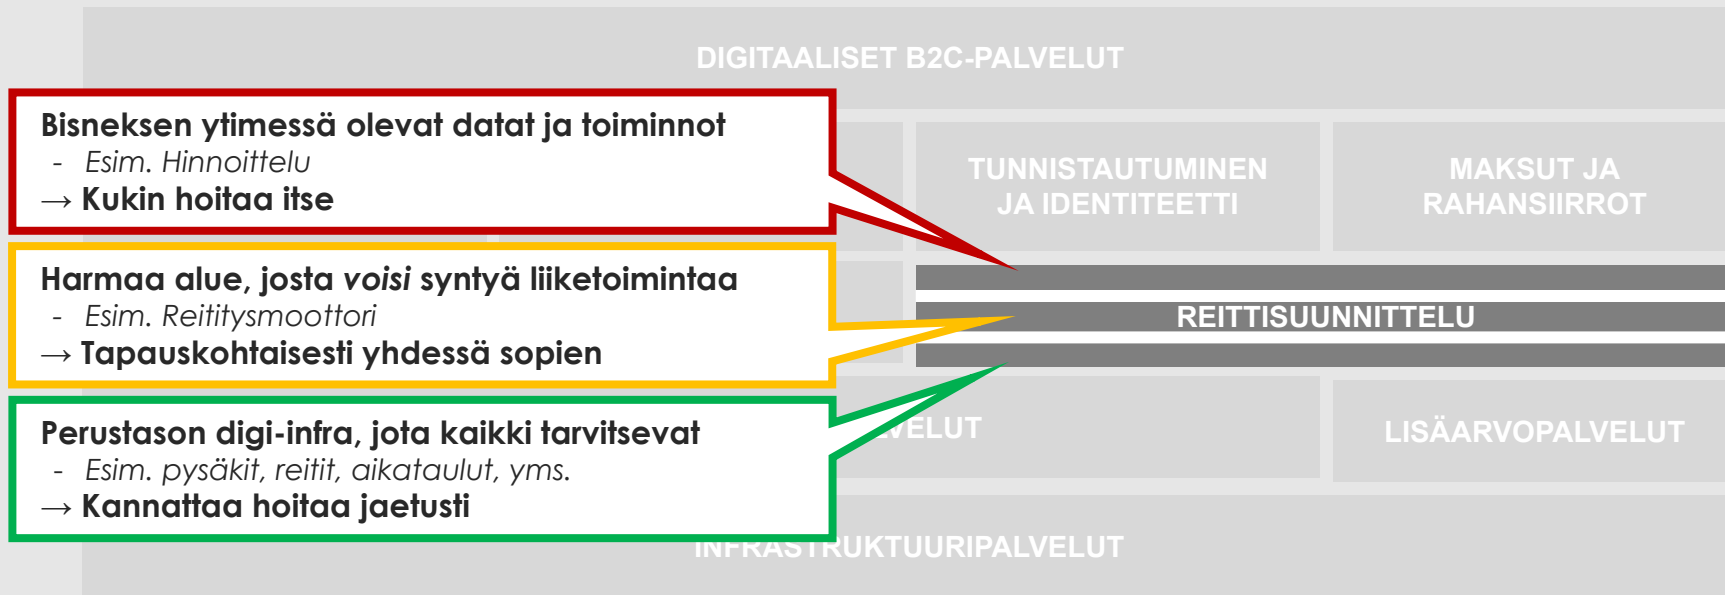 DIGITAALISET B2C-PALVELUT
Bisneksen ytimessä olevat datat ja toiminnot
- Esim. Hinnoittelu
→ Kukin hoitaa itse
TUNNISTAUTUMINEN
JA IDENTITEETTI
MAKSUT JA
RAHANSIIRROT
Harmaa alue, josta voisi syntyä liiketoimintaa
- Esim. Reititysmoottori
→ Tapauskohtaisesti yhdessä sopien
REITTISUUNNITTELU
Perustason digi-infra, jota kaikki tarvitsevat
- Esim. pysäkit, reitit, aikataulut, yms.
→ Kannattaa hoitaa jaetusti
LISÄARVOPALVELUT
INFRASTRUKTUURIPALVELUT